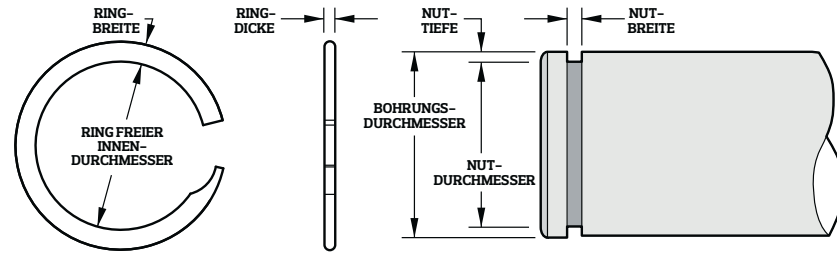 RING-
BREITE
RING FREIER
INNEN-
DURCHMESSER
RING-
DICKE
NUT-
TIEFE
NUT-
BREITE
BOHRUNGS-
DURCHMESSER
NUT-
DURCHMESSER